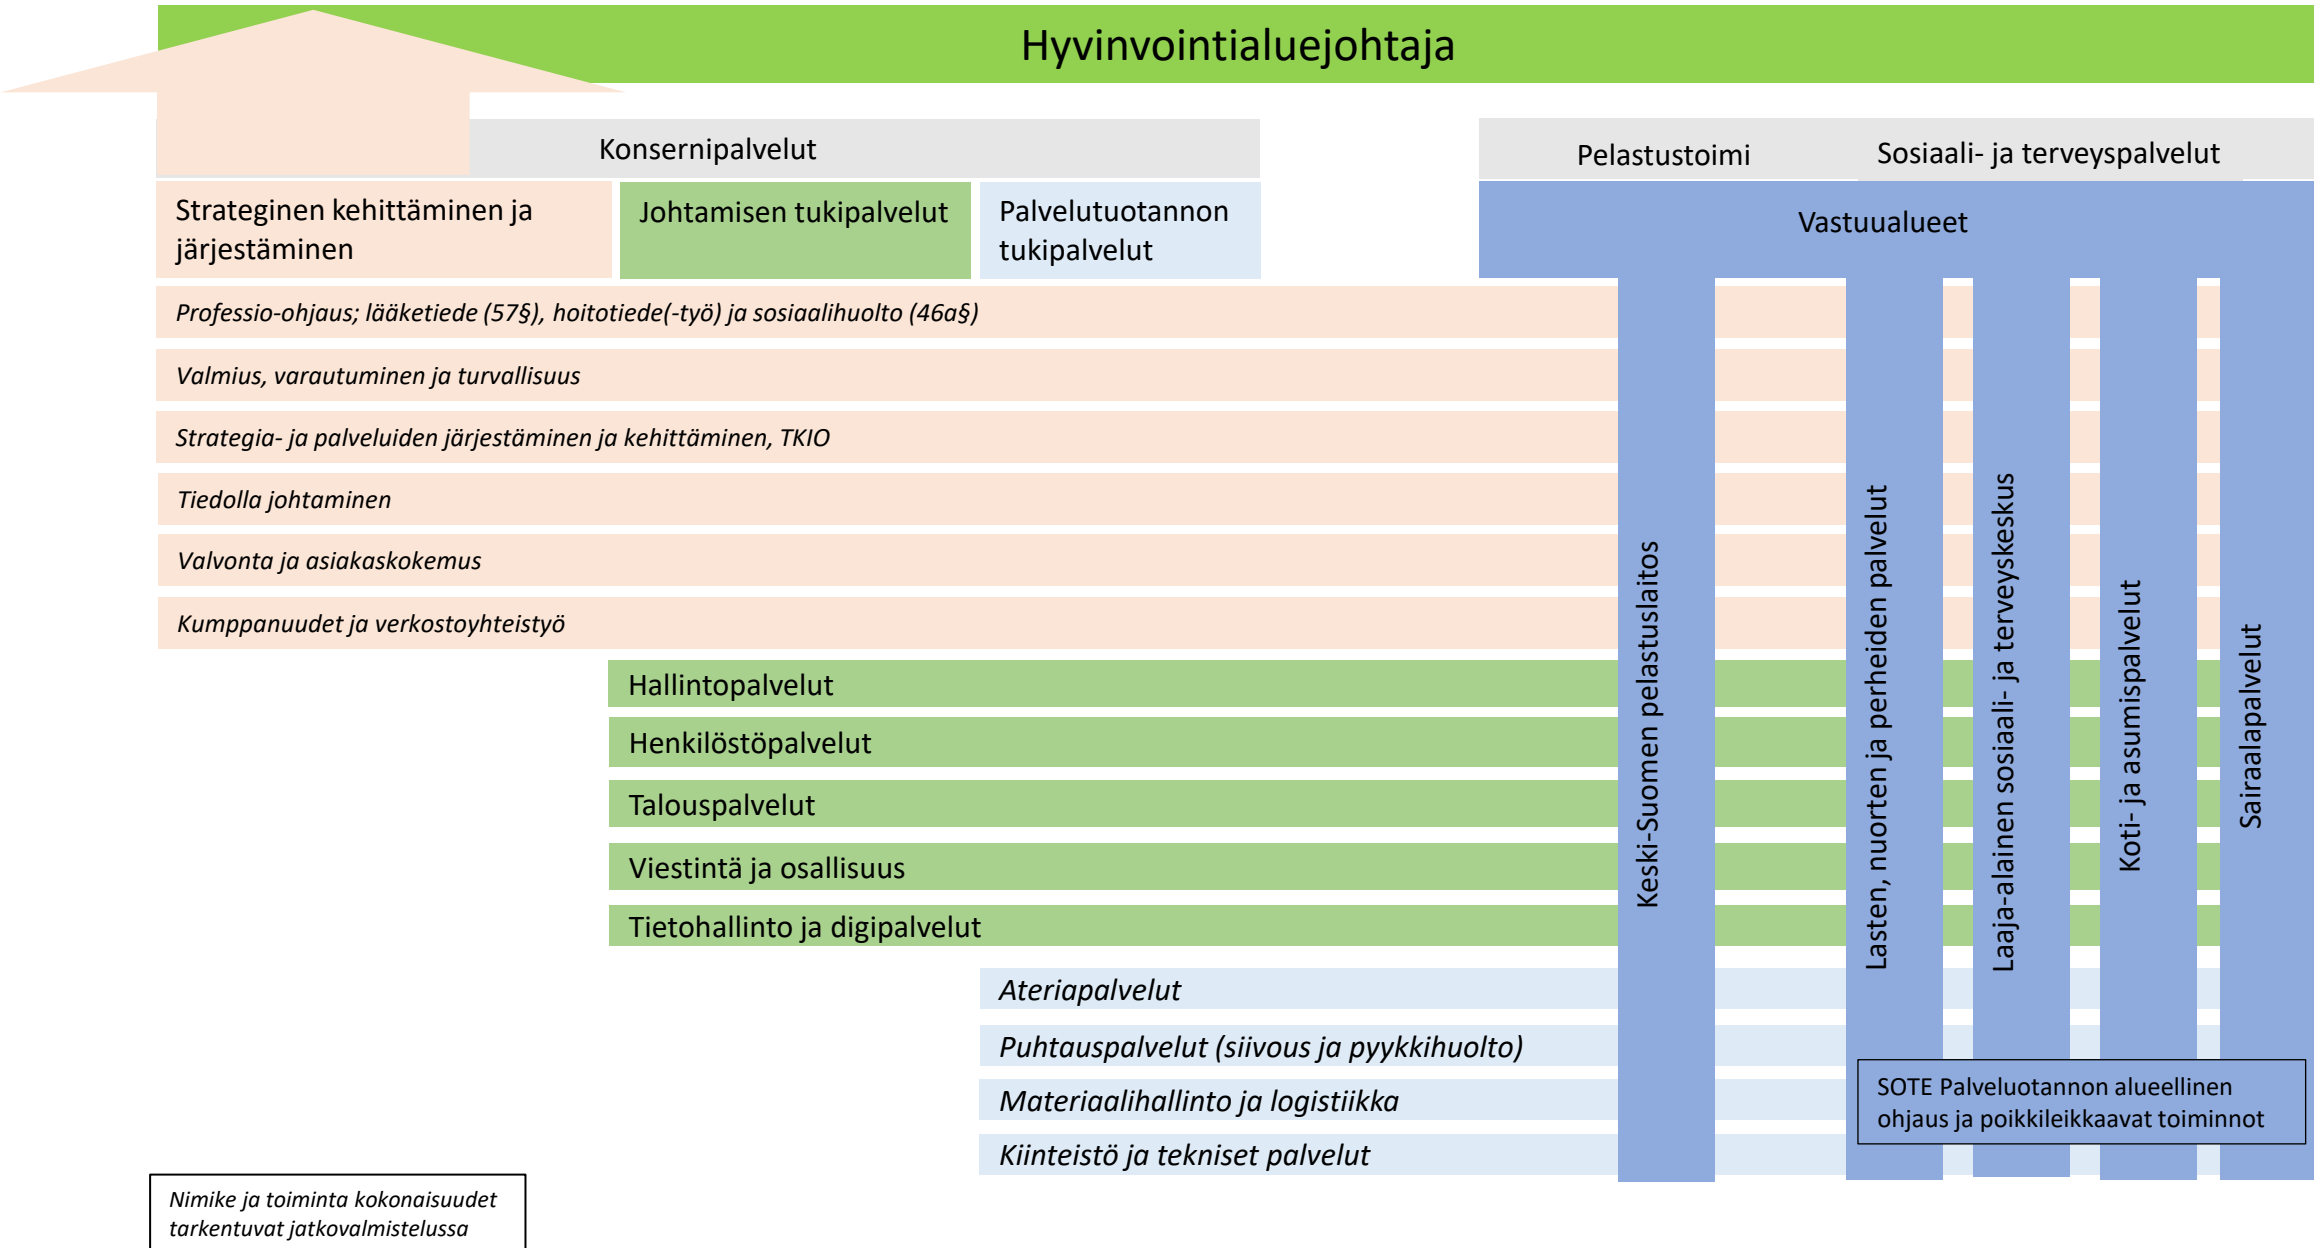 Hyvinvointialuejohtaja
Konsernipalvelut
Pelastustoimi
Sosiaali- ja terveyspalvelut
Strateginen kehittäminen ja
järjestäminen
Johtamisen tukipalvelut
Palvelutuotannon
tukipalvelut
Vastuualueet
Professio-ohjaus; lääketiede (57§), hoitotiede(-työ) ja sosiaalihuolto (46a§)
Valmius, varautuminen ja turvallisuus
Strategia- ja palveluiden järjestäminen ja kehittäminen, TKIO
Tiedolla johtaminen
Valvonta ja asiakaskokemus
Kumppanuudet ja verkostoyhteistyö
Hallintopalvelut
Henkilöstöpalvelut
Talouspalvelut
Viestintä ja osallisuus
Tietohallinto ja digipalvelut
Ateriapalvelut
Puhtauspalvelut (siivous ja pyykkihuolto)
Materiaalihallinto ja logistiikka
Kiinteistö ja tekniset palvelut
Keski-Suomen pelastuslaitos
Lasten, nuorten ja perheiden palvelut
Laaja-alainen sosiaali- ja terveyskeskus
Koti- ja asumispalvelut
Sairaalapalvelut
SOTE Palveluotannon alueellinen
ohjaus ja poikkileikkaavat toiminnot
Nimike ja toiminta kokonaisuudet
tarkentuvat jatkovalmistelussa